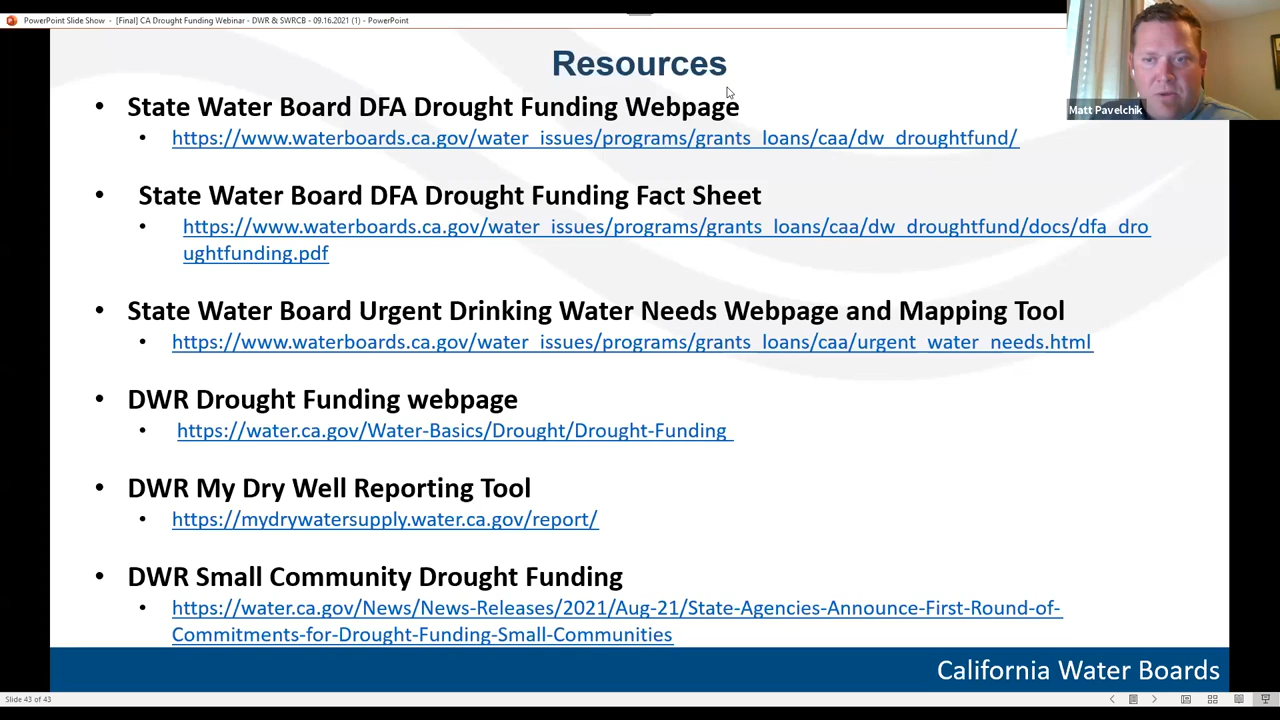 PowerPoint Slide Show - [Final] CA Drought Funding Webinar - DWR & SWRCB - 09.16.2021 (1) - PowerPoint
Matt Pavelchik
Resources
• State Water Board DFA Drought Funding Webpage
• https://www.waterboards.ca.gov/water_issues/programs/grants_loans/caa/dw_droughtfund/
• State Water Board DFA Drought Funding Fact Sheet
• https://www.waterboards.ca.gov/water_issues/programs/grants_loans/caa/dw_droughtfund/docs/dfa_dro
ughtfunding.pdf
• State Water Board Urgent Drinking Water Needs Webpage and Mapping Tool
• https://www.waterboards.ca.gov/water_issues/programs/grants_loans/caa/urgent_water_needs.html
• DWR Drought Funding webpage
• https://water.ca.gov/Water-Basics/Drought/Drought-Funding
• DWR My Dry Well Reporting Tool
• https://mydrywatersupply.water.ca.gov/report/
• DWR Small Community Drought Funding
• https://water.ca.gov/News/News-Releases/2021/Aug-21/State-Agencies-Announce-First-Round-of-
Commitments-for-Drought-Funding-Small-Communities
California Water Boards
Slide 43 of 43